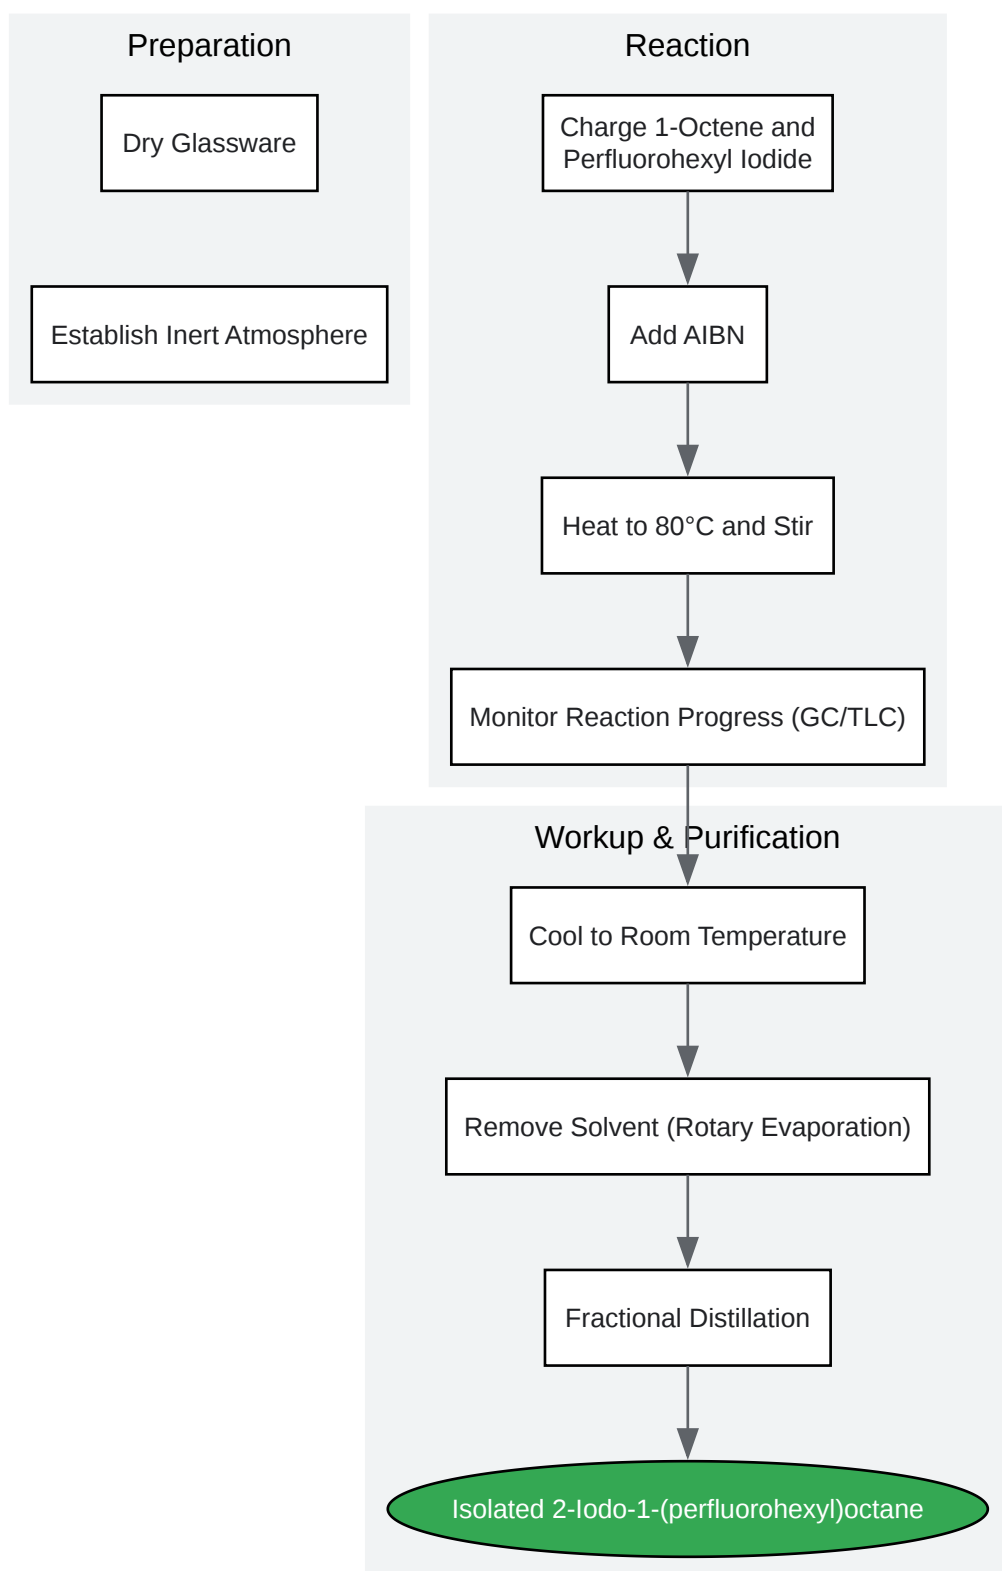 Preparation
Dry Glassware
Establish Inert Atmosphere
Reaction
Charge 1-Octene and
Perfluorohexyl Iodide
Add AIBN
Heat to 80°C and Stir
Monitor Reaction Progress (GC/TLC)
Workup & Purification
Cool to Room Temperature
Remove Solvent (Rotary Evaporation)
Fractional Distillation
Isolated 2-Iodo-1-(perfluorohexyl)octane